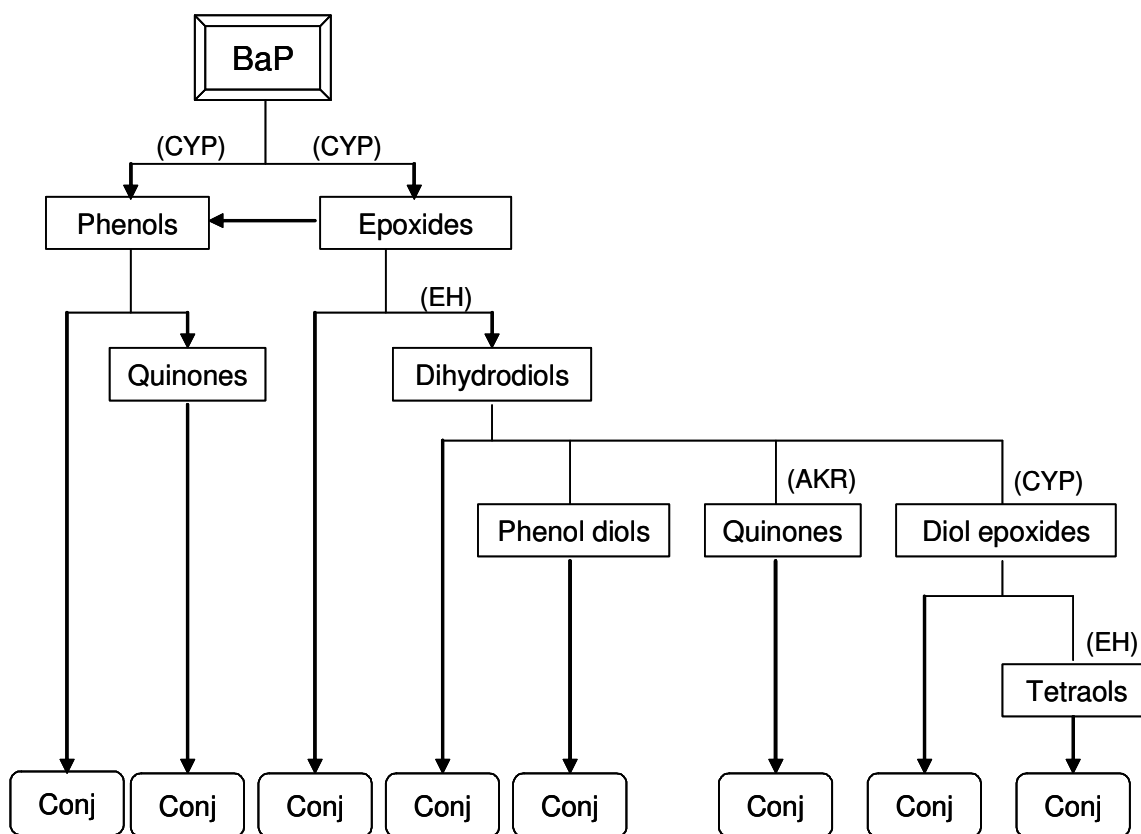 BaP
(CYP) (CYP)
Phenols Epoxides
(EH)
Quinones Dihydrodiols
(AKR) (CYP)
Phenol diols Quinones Diol epoxides
(EH)
Tetraols
Conj Conj Conj Conj Conj Conj Conj Conj